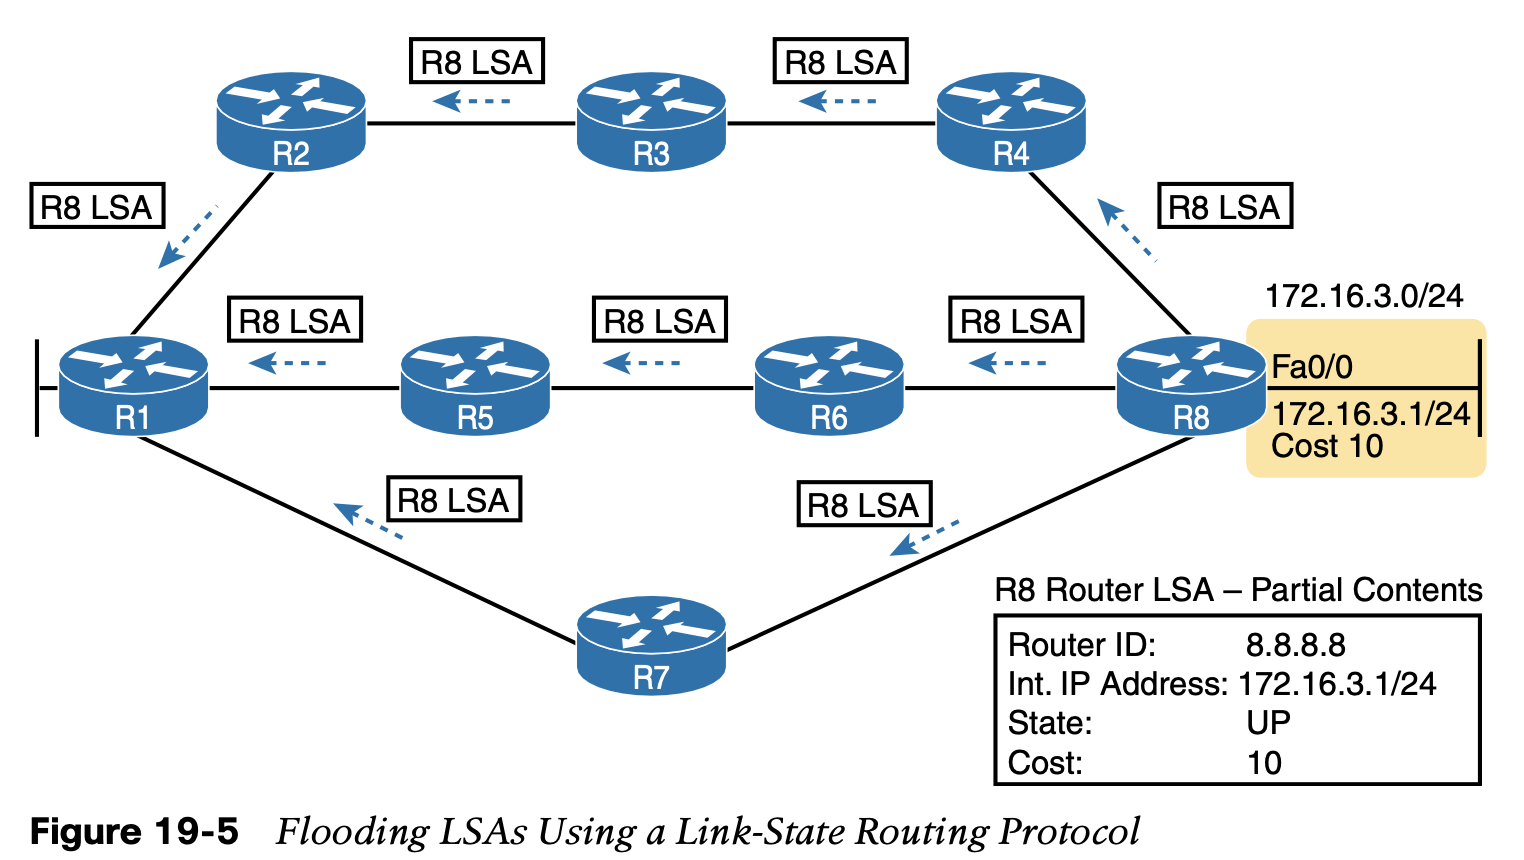 R8 LSA
R8 LSA
R2
R3
R4
R8 LSA
R8 LSA
172.16.3.0/24
R8 LSA
R8 LSA
R8 LSA
Fa0/0
R1
R5
R6
R8
172.16.3.1/24
Cost 10
R8 LSA
R8 LSA
R7
R8 Router LSA – Partial Contents
Router ID: 8.8.8.8
Int. IP Address: 172.16.3.1/24
State: UP
Cost: 10
Figure 19-5 Flooding LSAs Using a Link-State Routing Protocol